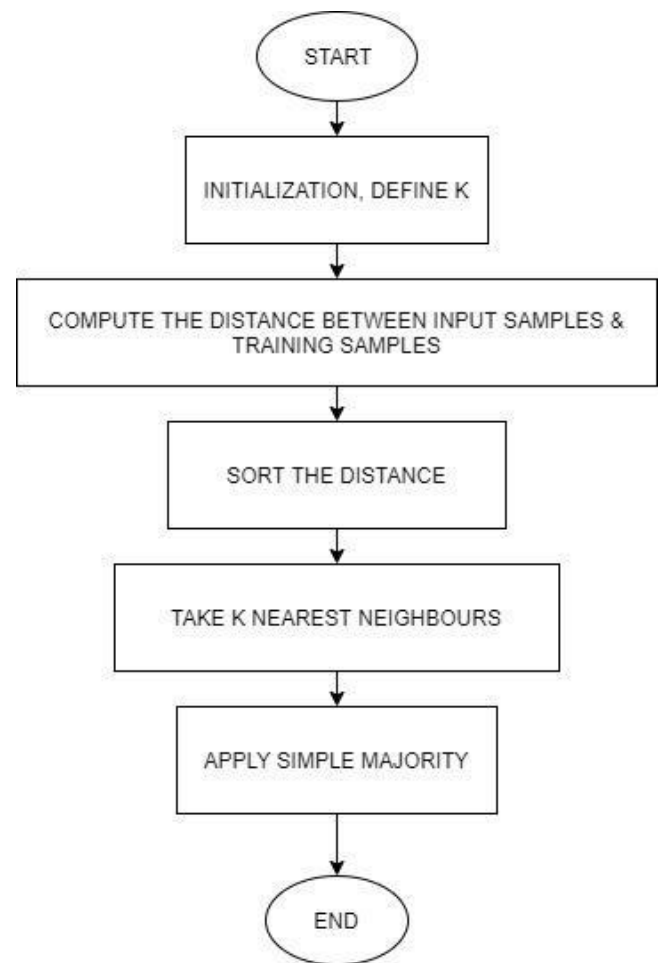 START
INITIALIZATION, DEFINE K
COMPUTE THE DISTANCE BETWEEN INPUT SAMPLES &
TRAINING SAMPLES
SORT THE DISTANCE
TAKE K NEAREST NEIGHBOURS
APPLY SIMPLE MAJORITY
END